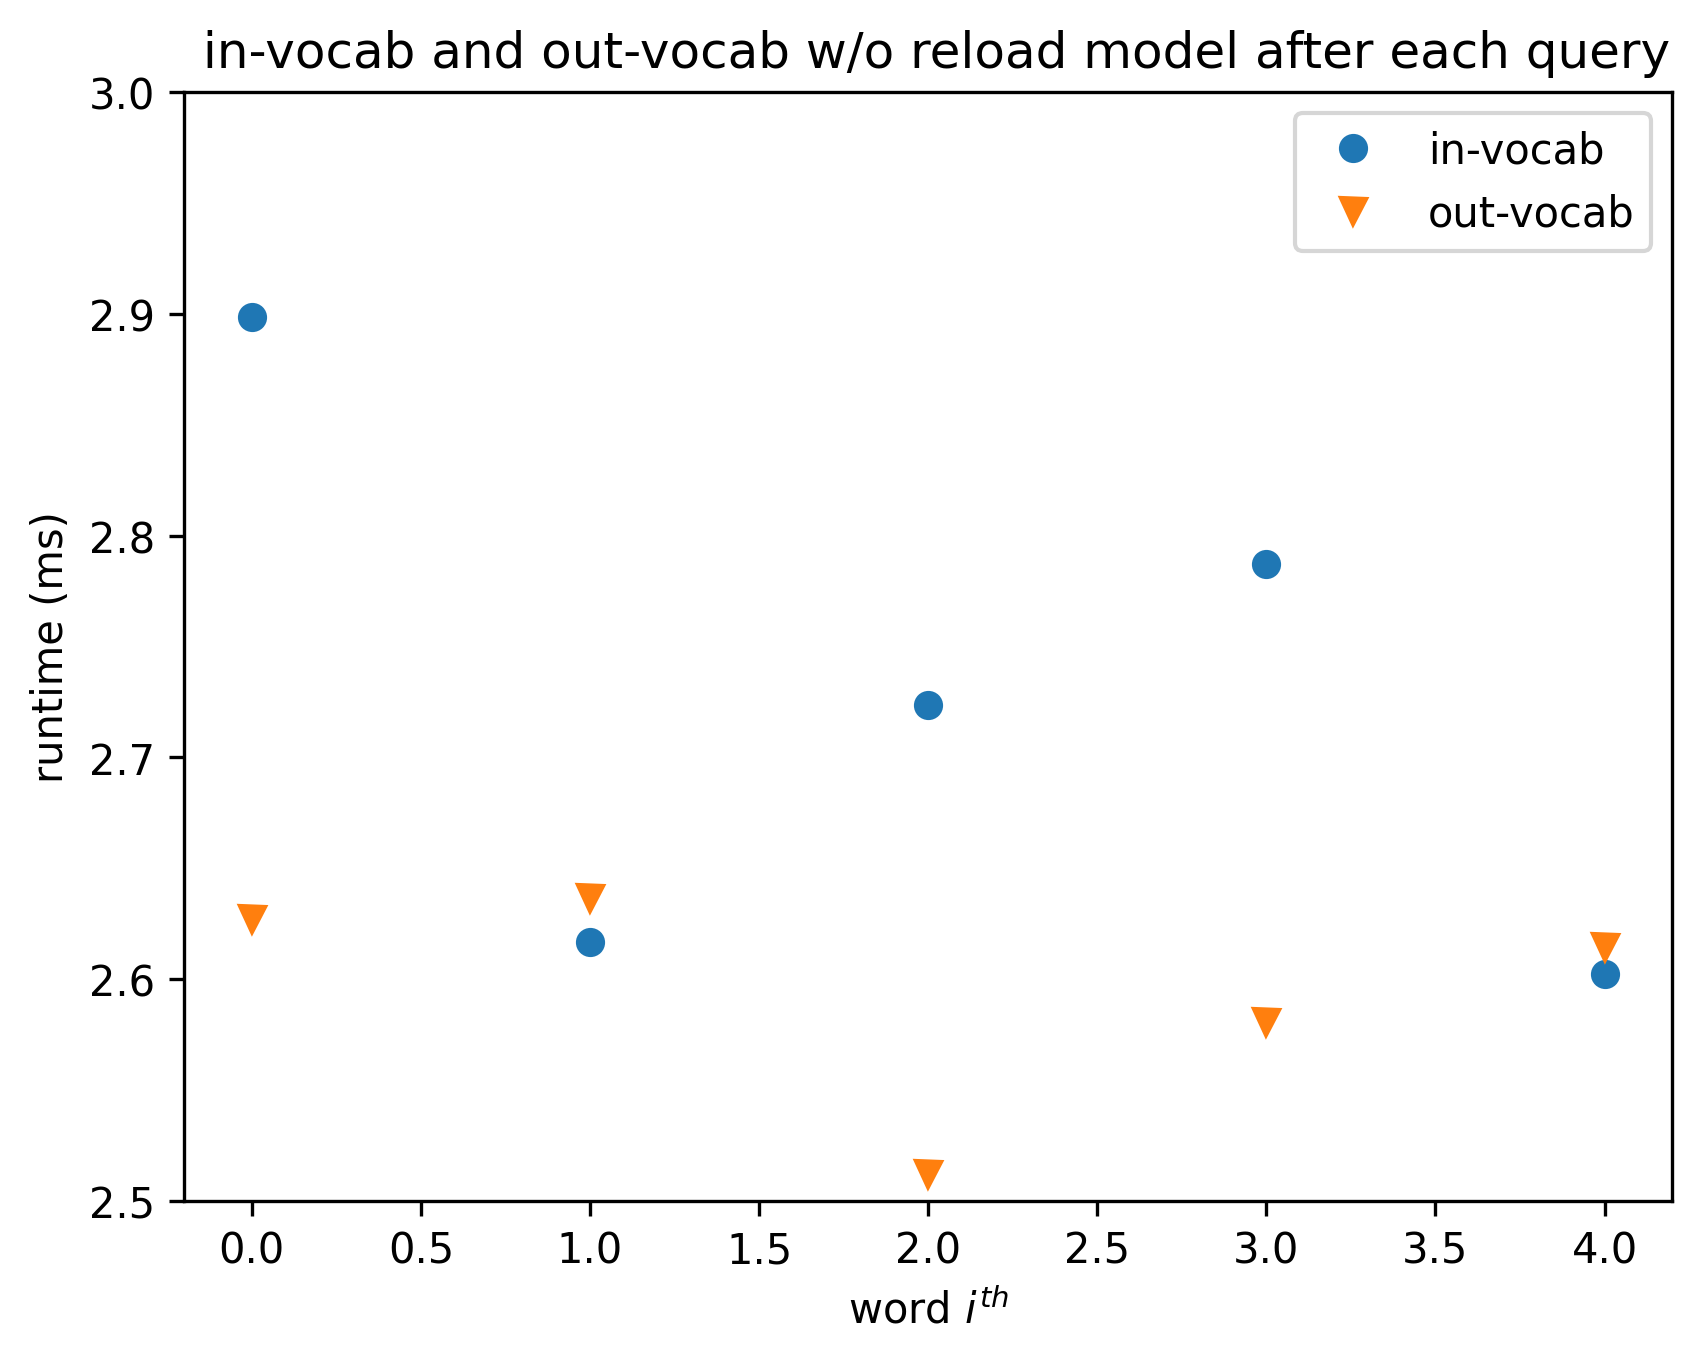 in-vocab and out-vocab w/o reload model after each query
3.0
2.9
2.8
2.7
2.6
2.5
runtime (ms)
in-vocab
out-vocab
0.0 0.5 1.0 1.5 2.0 2.5 3.0 3.5 4.0
word i^th